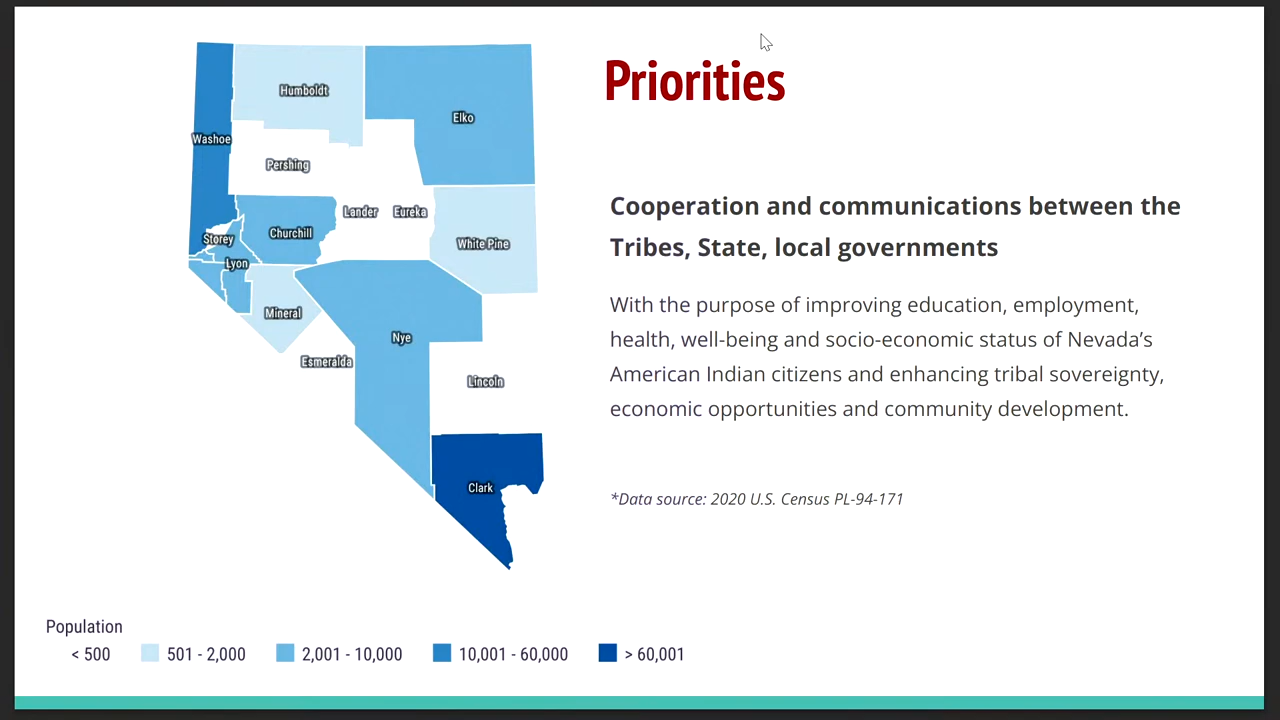 Priorities
Humboldt
Elko
Washoe
Pershing
Lander
Eureka
Churchill
Storey
White Pine
Lyon
Mineral
Nye
Esmeralda
Lincoln
Clark
Cooperation and communications between the
Tribes, State, local governments
With the purpose of improving education, employment,
health, well-being and socio-economic status of Nevada’s
American Indian citizens and enhancing tribal sovereignty,
economic opportunities and community development.
*Data source: 2020 U.S. Census PL-94-171
Population
< 500 501 - 2,000 2,001 - 10,000 10,001 - 60,000 > 60,001